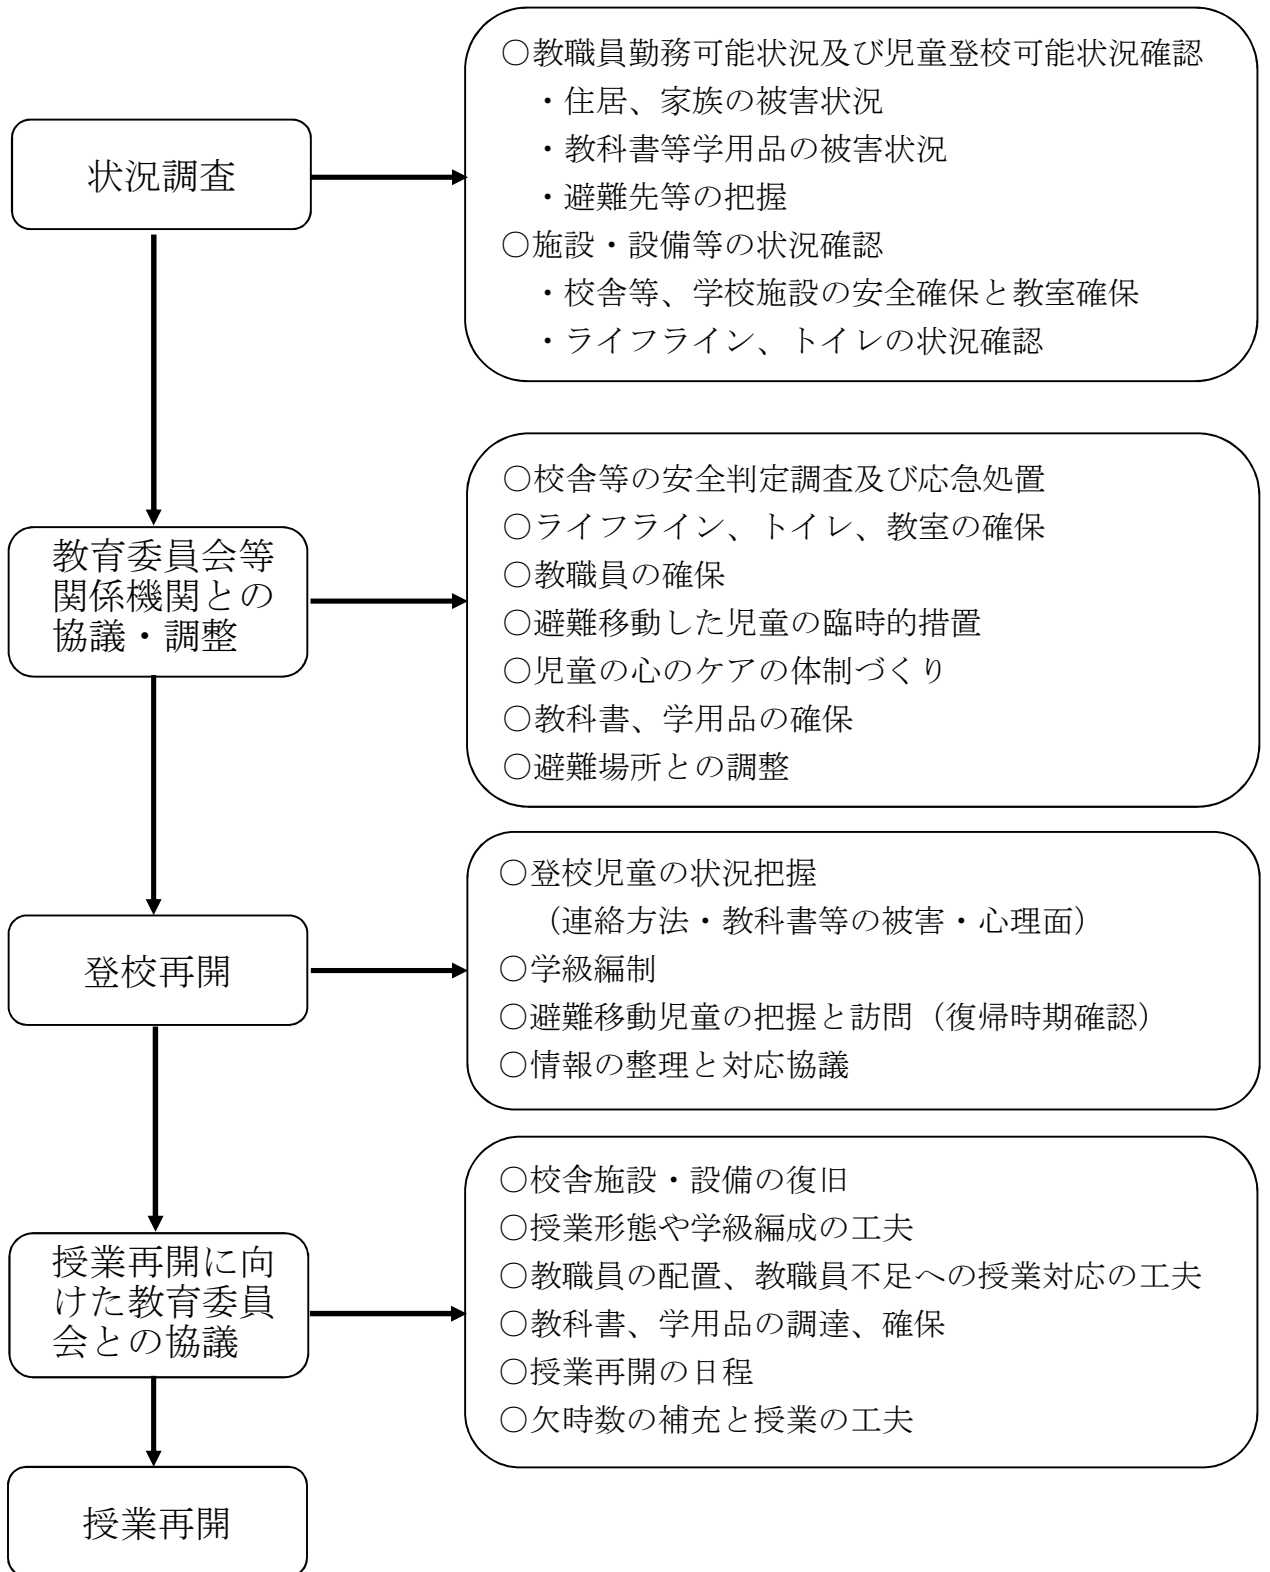 状況調査
○教職員勤務可能状況及び児童登校可能状況確認
・住居、家族の被害状況
・教科書等学用品の被害状況
・避難先等の把握
○施設・設備等の状況確認
・校舎等、学校施設の安全確保と教室確保
・ライフライン、トイレの状況確認
教育委員会等
関係機関との
協議・調整
○校舎等の安全判定調査及び応急処置
○ライフライン、トイレ、教室の確保
○教職員の確保
○避難移動した児童の臨時的措置
○児童の心のケアの体制づくり
○教科書、学用品の確保
○避難場所との調整
登校再開
○登校児童の状況把握
（連絡方法・教科書等の被害・心理面）
○学級編制
○避難移動児童の把握と訪問（復帰時期確認）
○情報の整理と対応協議
授業再開に向
けた教育委員
会との協議
○校舎施設・設備の復旧
○授業形態や学級編成の工夫
○教職員の配置、教職員不足への授業対応の工夫
○教科書、学用品の調達、確保
○授業再開の日程
○欠時数の補充と授業の工夫
授業再開